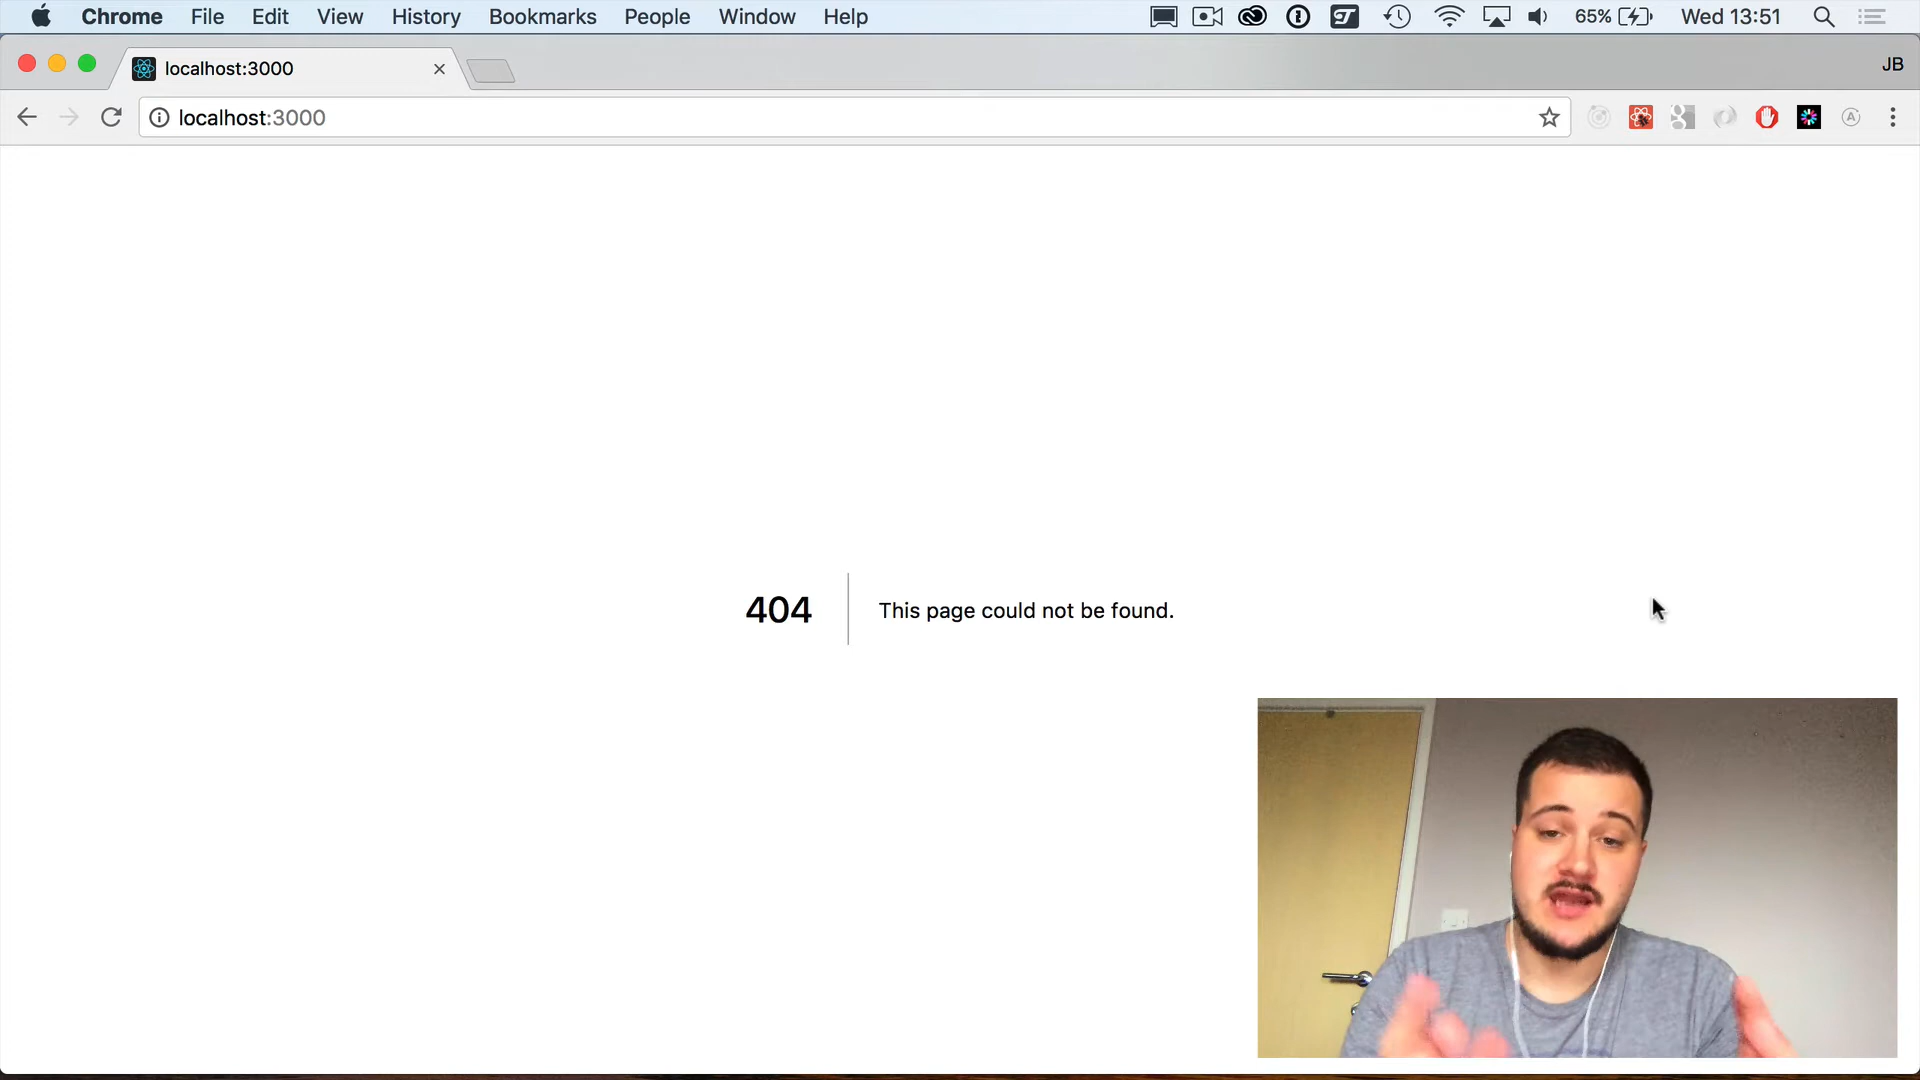 Chrome File Edit View History Bookmarks People Window Help 65% Wed 13:51
localhost:3000 JB
localhost:3000
404 This page could not be found.